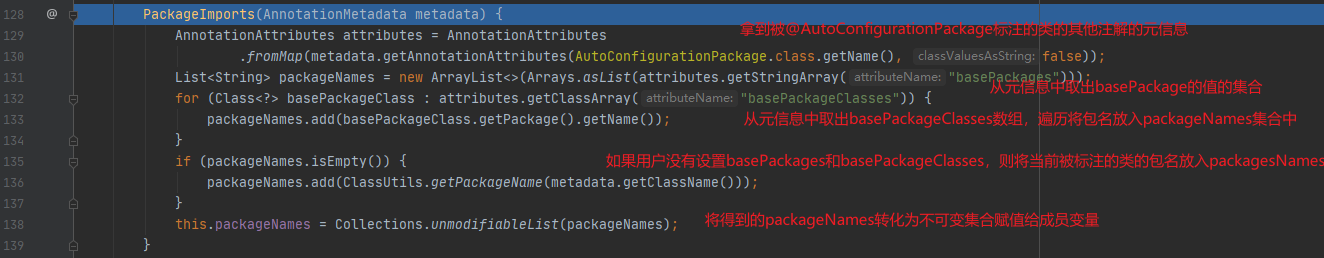 128 @ PackageImports(AnnotationMetadata metadata) {
129 AnnotationAttributes attributes = AnnotationAttributes 拿到被@AutoConfigurationPackage标注的类的其他注解的元信息
130 .fromMap(metadata.getAnnotationAttributes(AutoConfigurationPackage.class.getName(), classValuesAsString: false));
131 List<String> packageNames = new ArrayList<>(Arrays.asList(attributes.getStringArray( attributeName: "basePackages")));
从元信息中取出basePackage的值的集合
132 for (Class<?> basePackageClass : attributes.getClassArray( attributeName: "basePackageClasses")) {
133 packageNames.add(basePackageClass.getPackage().getName()); 从元信息中取出basePackageClasses数组，遍历将包名放入packageNames集合中
134 }
135 if (packageNames.isEmpty()) { 如果用户没有设置basePackages和basePackageClasses，则将当前被标注的类的包名放入packagesNames
136 packageNames.add(ClassUtils.getPackageName(metadata.getClassName()));
137 }
138 this.packageNames = Collections.unmodifiableList(packageNames); 将得到的packageNames转化为不可变集合赋值给成员变量
139 }